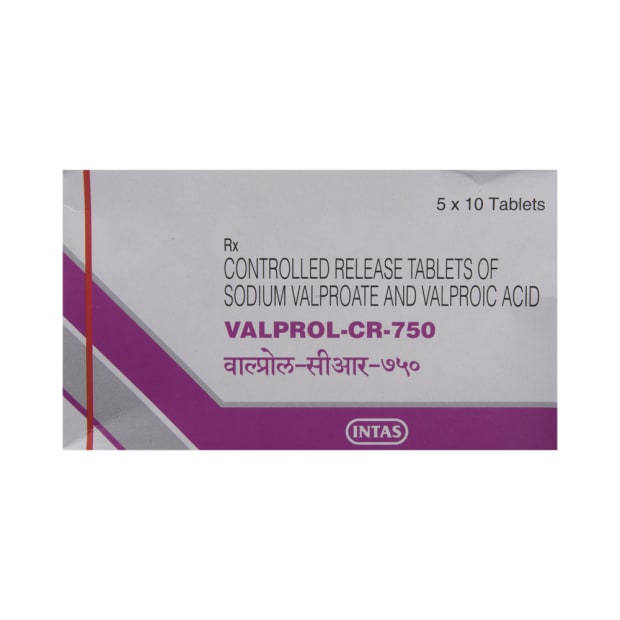 5 x 10 Tablets
Rx
CONTROLLED RELEASE TABLETS OF
SODIUM VALPROATE AND VALPROIC ACID
VALPROL-CR-750
वाल्प्रोल-सीआर-७५०
INTAS